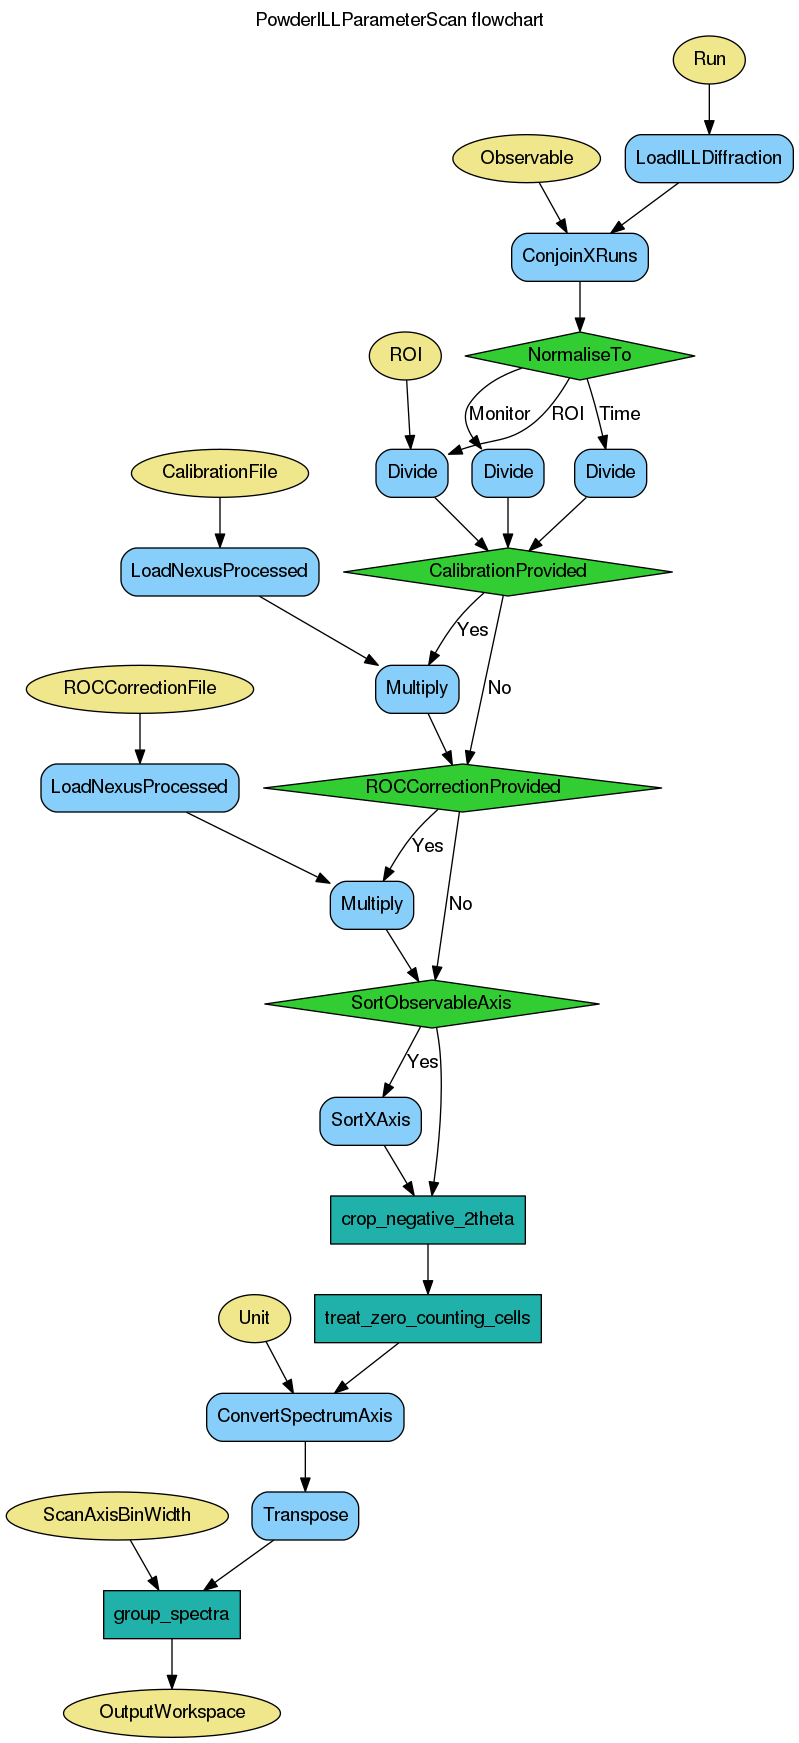 PowderILLParameterScan flowchart
Run
Observable
LoadILLDiffraction
ConjoinXRuns
ROI
NormaliseTo
Monitor
ROI
Time
CalibrationFile
Divide
Divide
Divide
LoadNexusProcessed
CalibrationProvided
Yes
ROCCorrectionFile
Multiply
No
LoadNexusProcessed
ROCCorrectionProvided
Yes
Multiply
No
SortObservableAxis
Yes
SortXAxis
crop_negative_2theta
Unit
treat_zero_counting_cells
ConvertSpectrumAxis
ScanAxisBinWidth
Transpose
group_spectra
OutputWorkspace